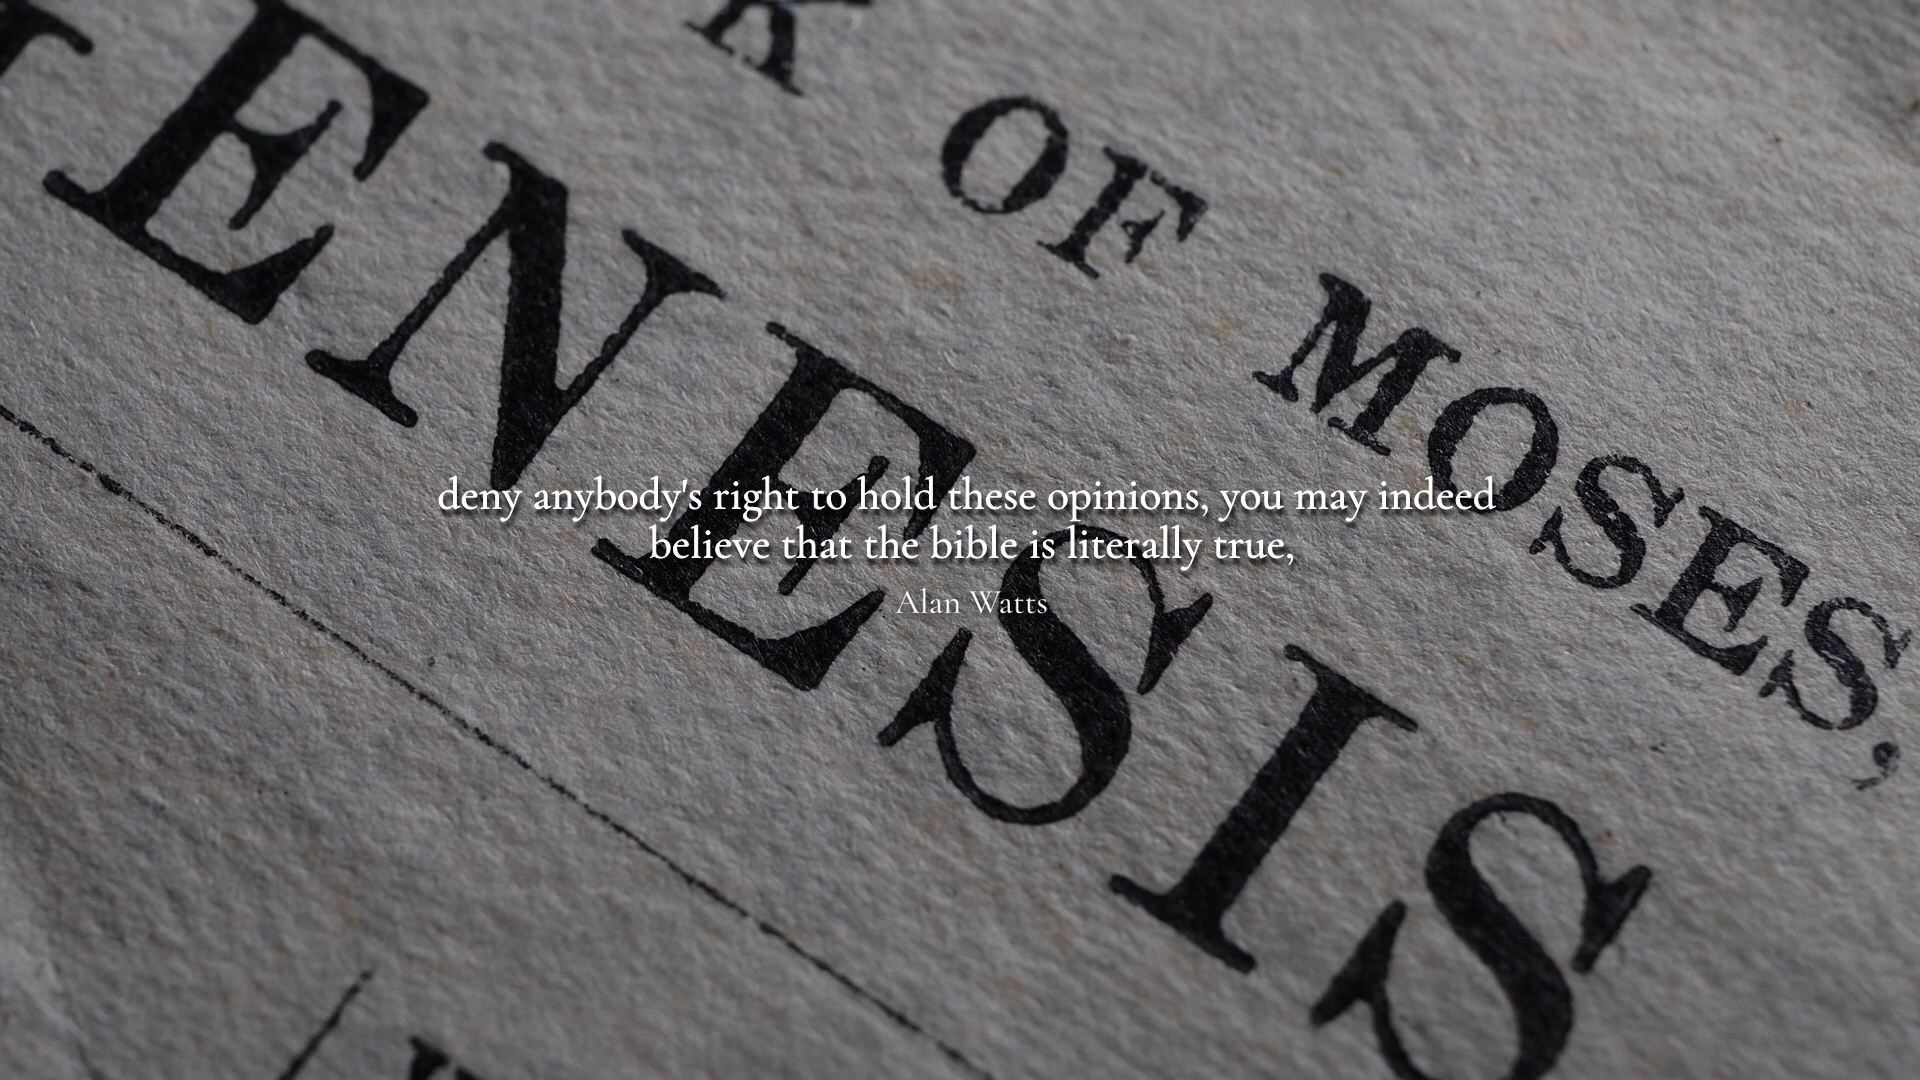 K OF MOSES,
ENESIS
deny anybody's right to hold these opinions, you may indeed
believe that the bible is literally true,
Alan Watts